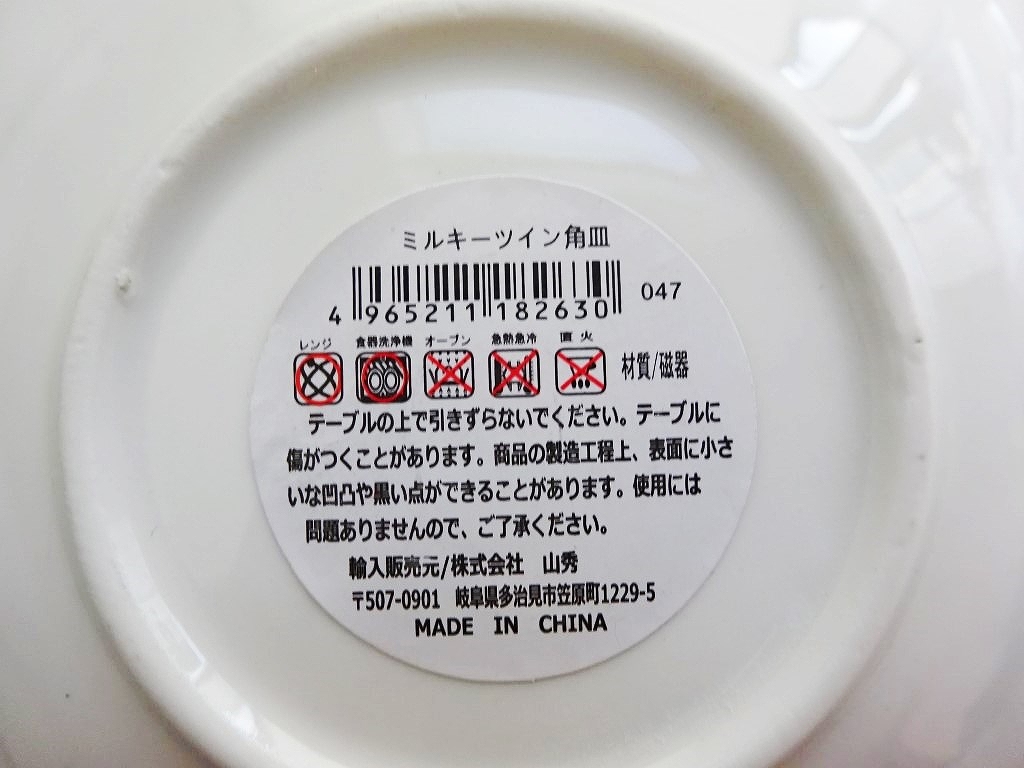 ミルキーツイン角皿
4 965211 182630 047
レンジ 食器洗浄機 オーブン 急熱急冷 直火 材質/磁器
テーブルの上で引きずらないでください。テーブルに
傷がつくことがあります。商品の製造工程上、表面に小さ
いな凹凸や黒い点ができることがあります。使用には
問題ありませんので、ご了承ください。
輸入販売元/株式会社 山秀
〒507-0901 岐阜県多治見市笠原町1229-5
MADE IN CHINA